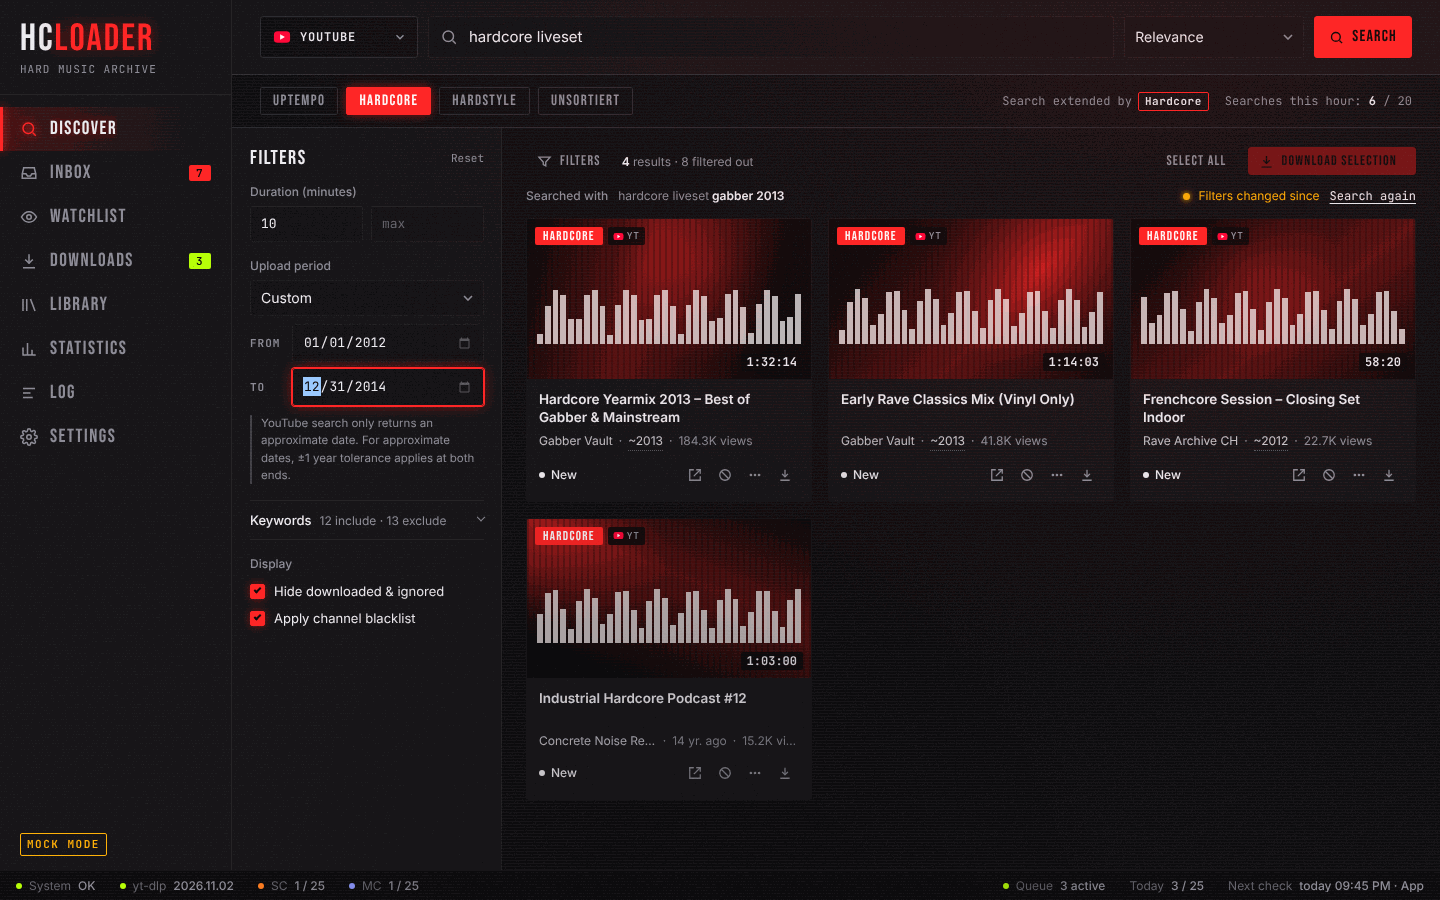 HCLOADER
HARD MUSIC ARCHIVE
DISCOVER
INBOX 7
WATCHLIST
DOWNLOADS 3
LIBRARY
STATISTICS
LOG
SETTINGS
MOCK MODE
YOUTUBE
hardcore liveset
Relevance
SEARCH
UPTEMPO HARDCORE HARDSTYLE UNSORTIERT
Search extended by Hardcore Searches this hour: 6 / 20
FILTERS Reset
Duration (minutes)
10 max
Upload period
Custom
FROM 01/01/2012
TO 12/31/2014
YouTube search only returns an
approximate date. For approximate
dates, ±1 year tolerance applies at both
ends.
Keywords 12 include · 13 exclude
Display
Hide downloaded & ignored
Apply channel blacklist
FILTERS 4 results · 8 filtered out
SELECT ALL DOWNLOAD SELECTION
Searched with hardcore liveset gabber 2013
Filters changed since Search again
HARDCORE YT
1:32:14
Hardcore Yearmix 2013 – Best of
Gabber & Mainstream
Gabber Vault · ~2013 · 184.3K views
New
HARDCORE YT
1:14:03
Early Rave Classics Mix (Vinyl Only)
Gabber Vault · ~2013 · 41.8K views
New
HARDCORE YT
58:20
Frenchcore Session – Closing Set
Indoor
Rave Archive CH · ~2012 · 22.7K views
New
HARDCORE YT
1:03:00
Industrial Hardcore Podcast #12
Concrete Noise Re... · 14 yr. ago · 15.2K vi...
New
System OK yt-dlp 2026.11.02 SC 1 / 25 MC 1 / 25
Queue 3 active Today 3 / 25 Next check today 09:45 PM · App